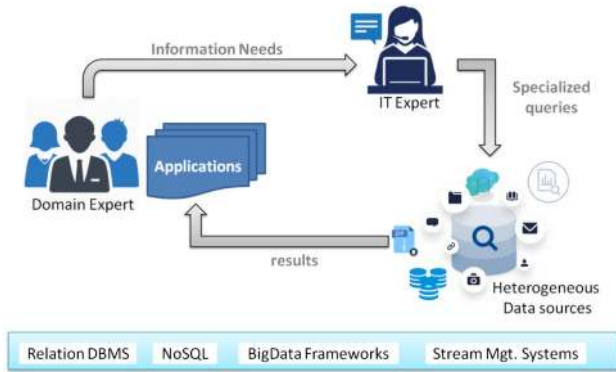 Information Needs
IT Expert
Specialized
queries
Applications
Domain Expert
results
Heterogeneous
Data sources
Relation DBMS
NoSQL
BigData Frameworks
Stream Mgt. Systems